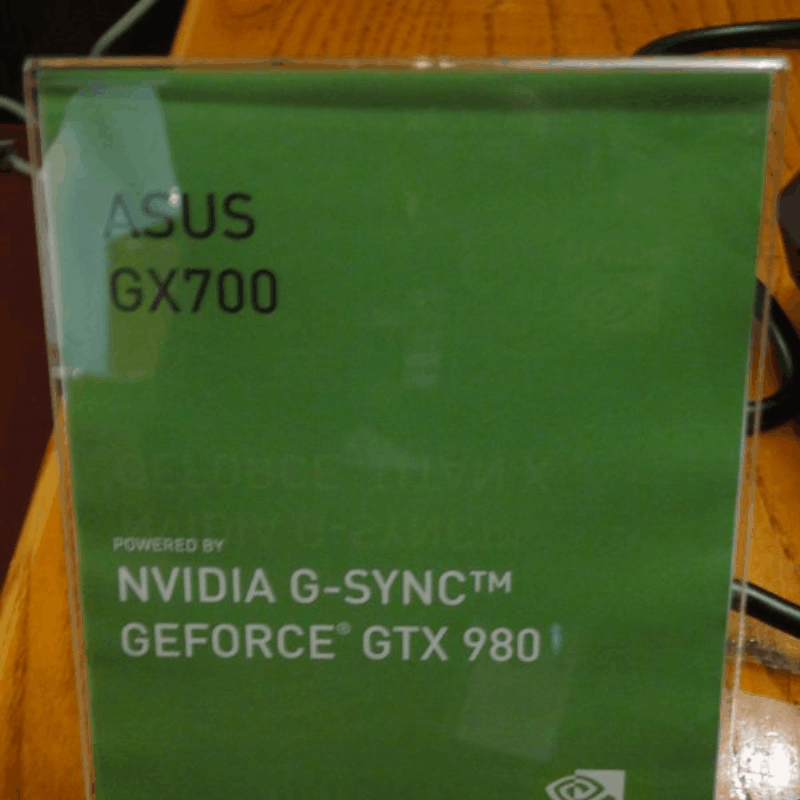 ASUS
GX700
POWERED BY
NVIDIA G-SYNC™
GEFORCE® GTX 980